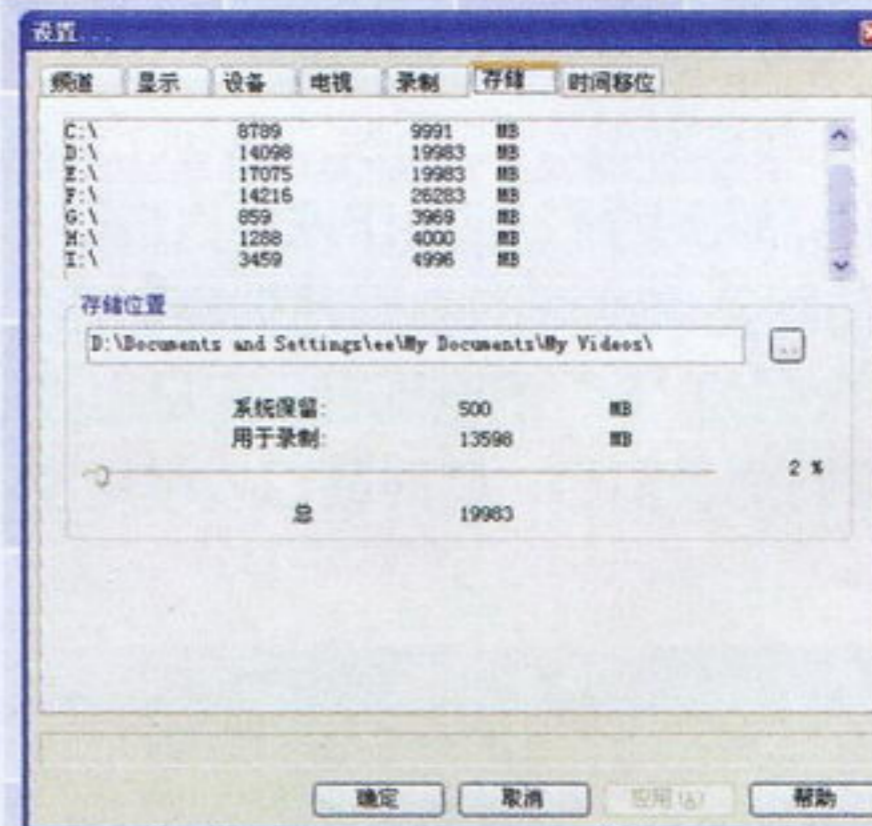 设置...
频道 显示 设备 电视 录制 存储 时间移位
C:\ 8789 9991 MB
D:\ 14098 19983 MB
E:\ 17075 19983 MB
F:\ 14216 26283 MB
G:\ 859 3969 MB
H:\ 1288 4000 MB
I:\ 3459 4996 MB
存储位置
D:\Documents and Settings\ee\My Documents\My Videos\ ...
系统保留: 500 MB
用于录制: 13598 MB
2 %
总 19983
确定 取消 应用(A) 帮助